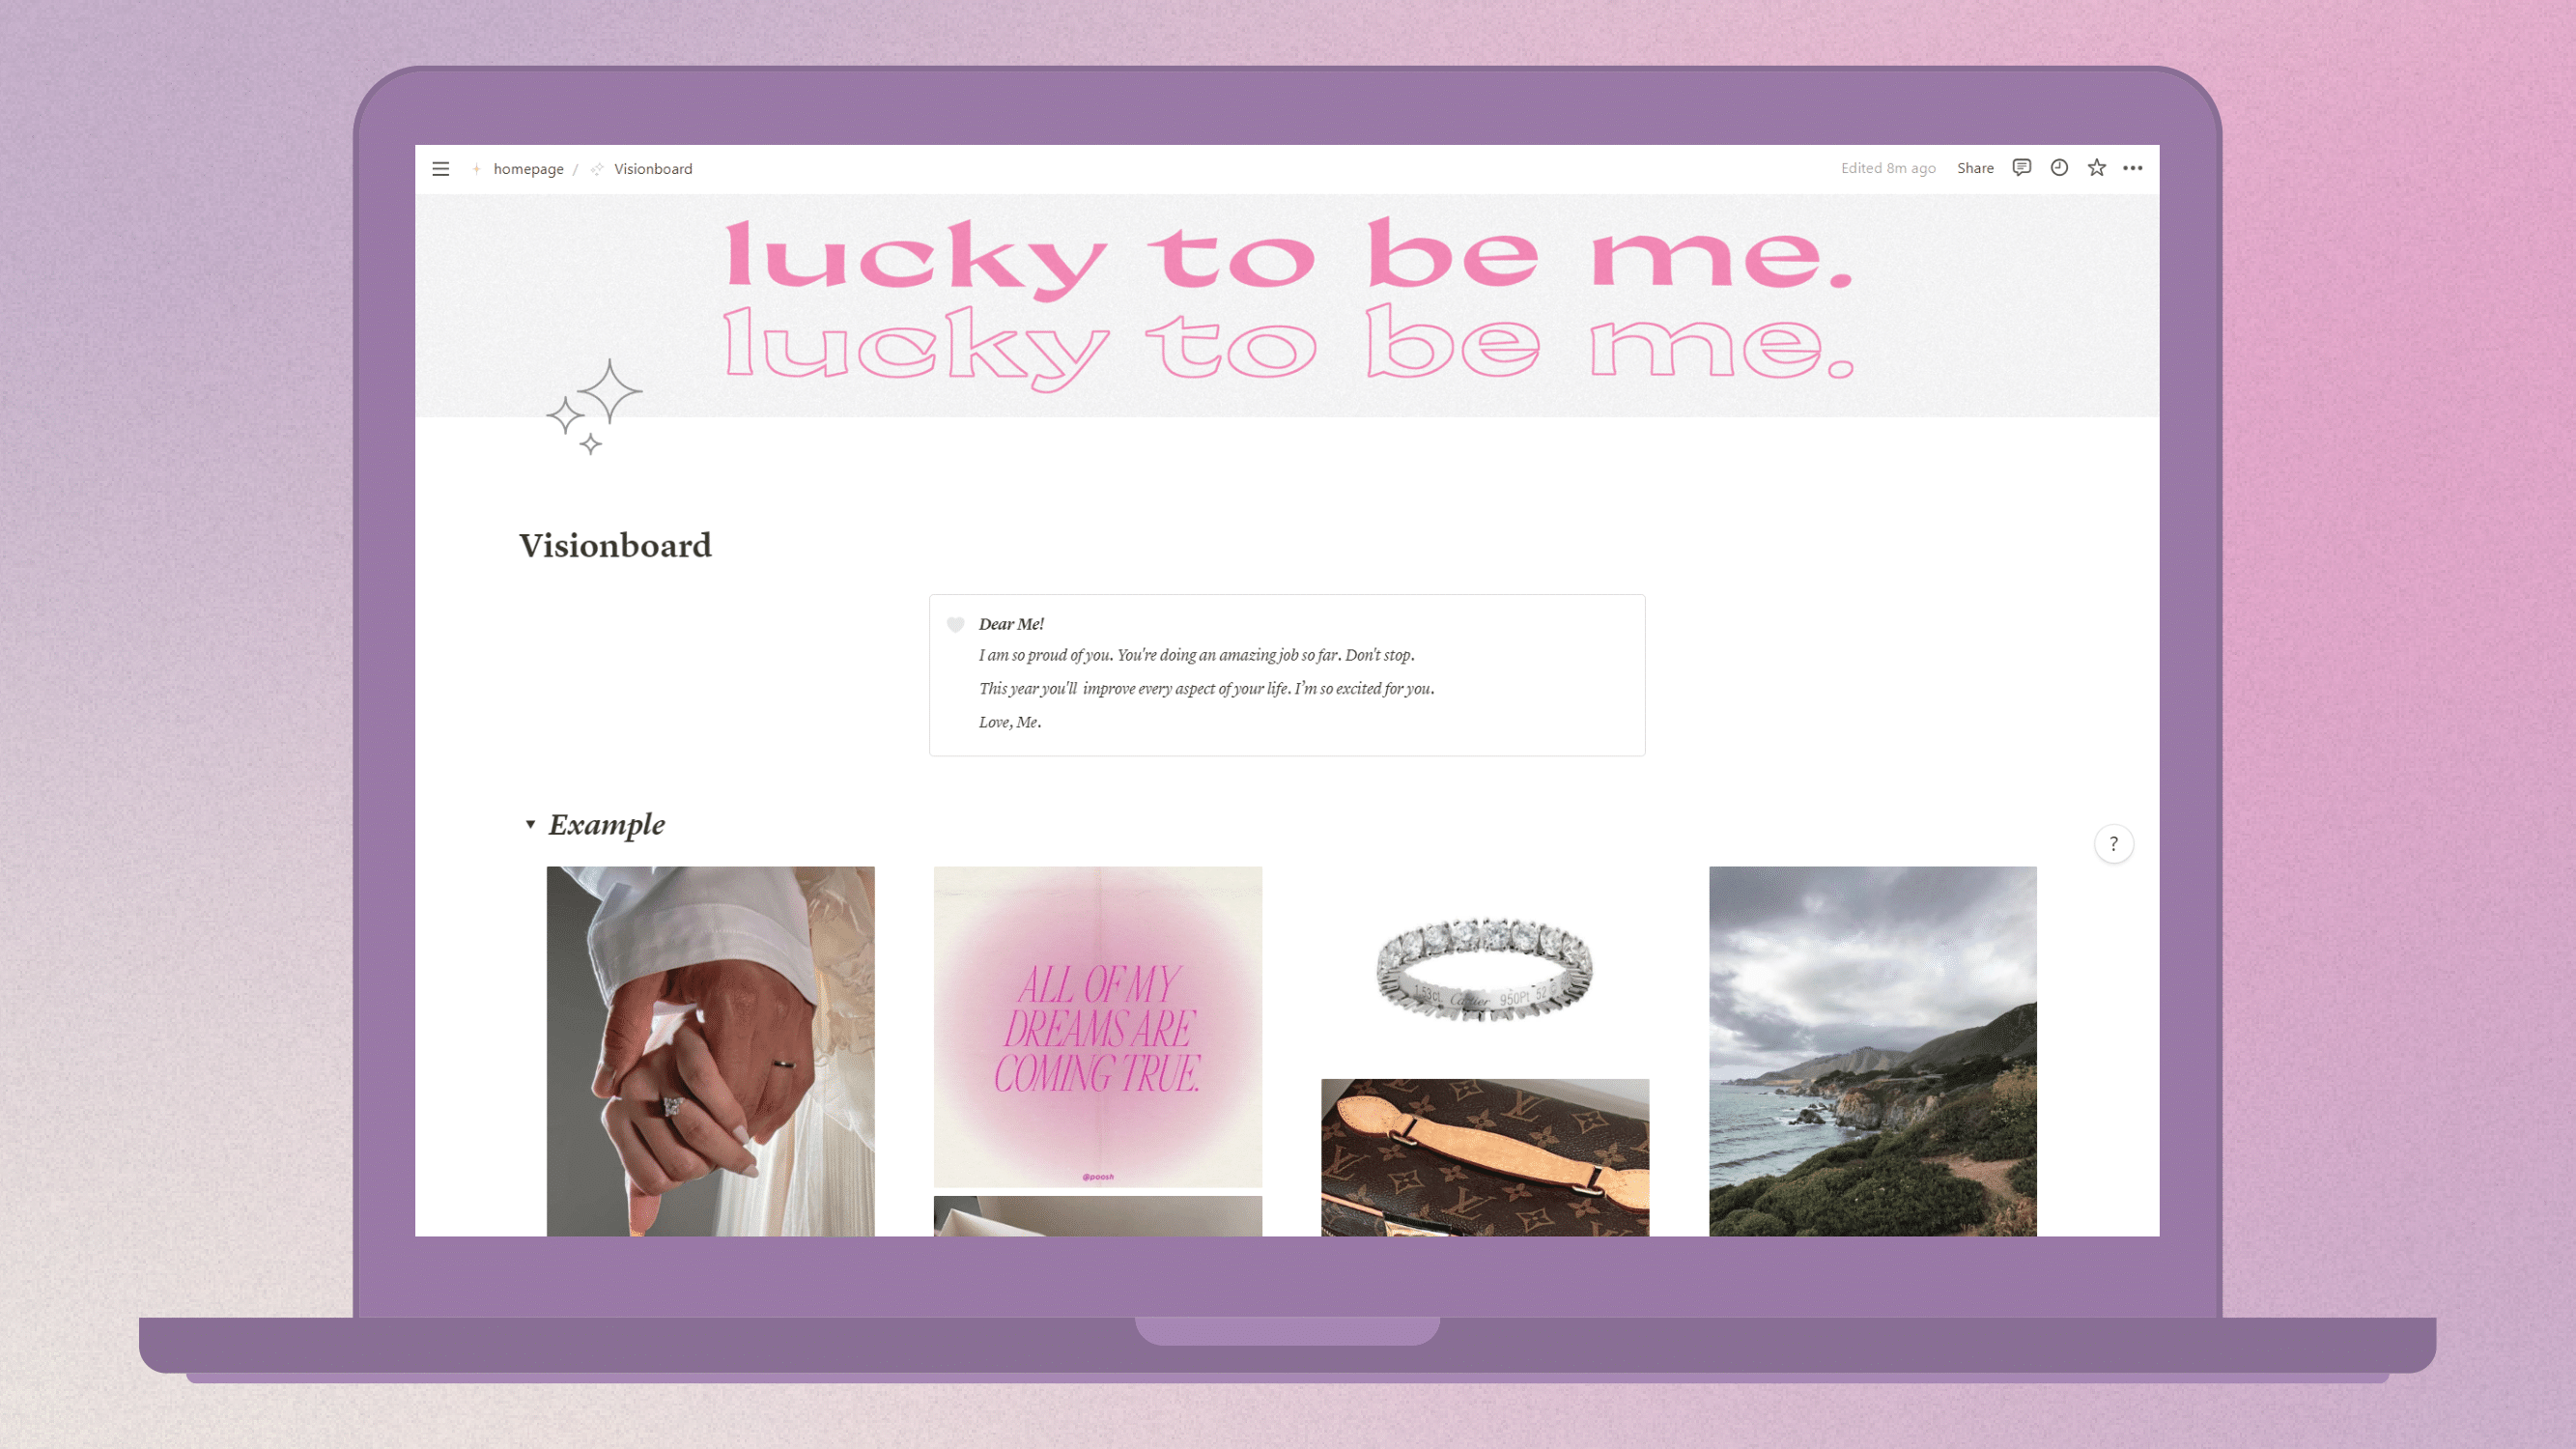 homepage / Visionboard
Edited 8m ago Share
lucky to be me.
lucky to be me.
Visionboard
Dear Me!
I am so proud of you. You're doing an amazing job so far. Don't stop.
This year you'll improve every aspect of your life. I’m so excited for you.
Love, Me.
Example
?
ALL OF MY
DREAMS ARE
COMING TRUE.
@poosh
1.53ct. Cartier 950Pt 52